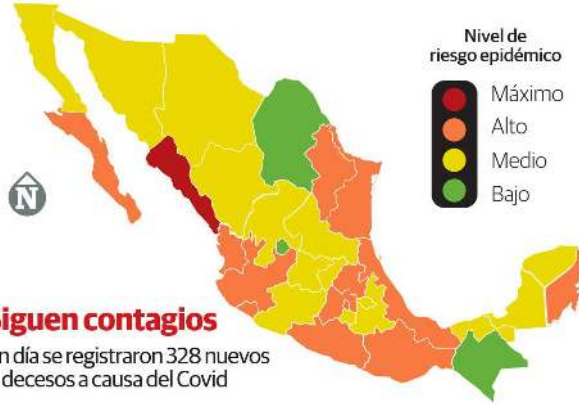 Nivel de
riesgo epidémico
Máximo
Alto
Medio
Bajo
N
Siguen contagios
n día se registraron 328 nuevos
decesos a causa del Covid